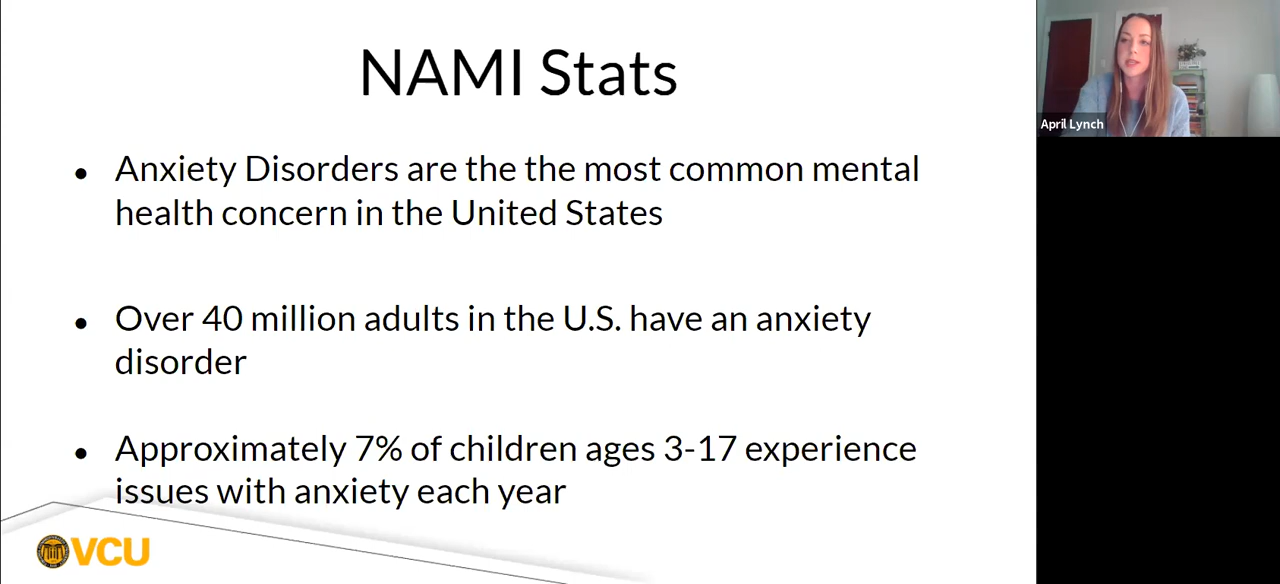 NAMI Stats
● Anxiety Disorders are the the most common mental
health concern in the United States
● Over 40 million adults in the U.S. have an anxiety
disorder
● Approximately 7% of children ages 3-17 experience
issues with anxiety each year
VCU
April Lynch